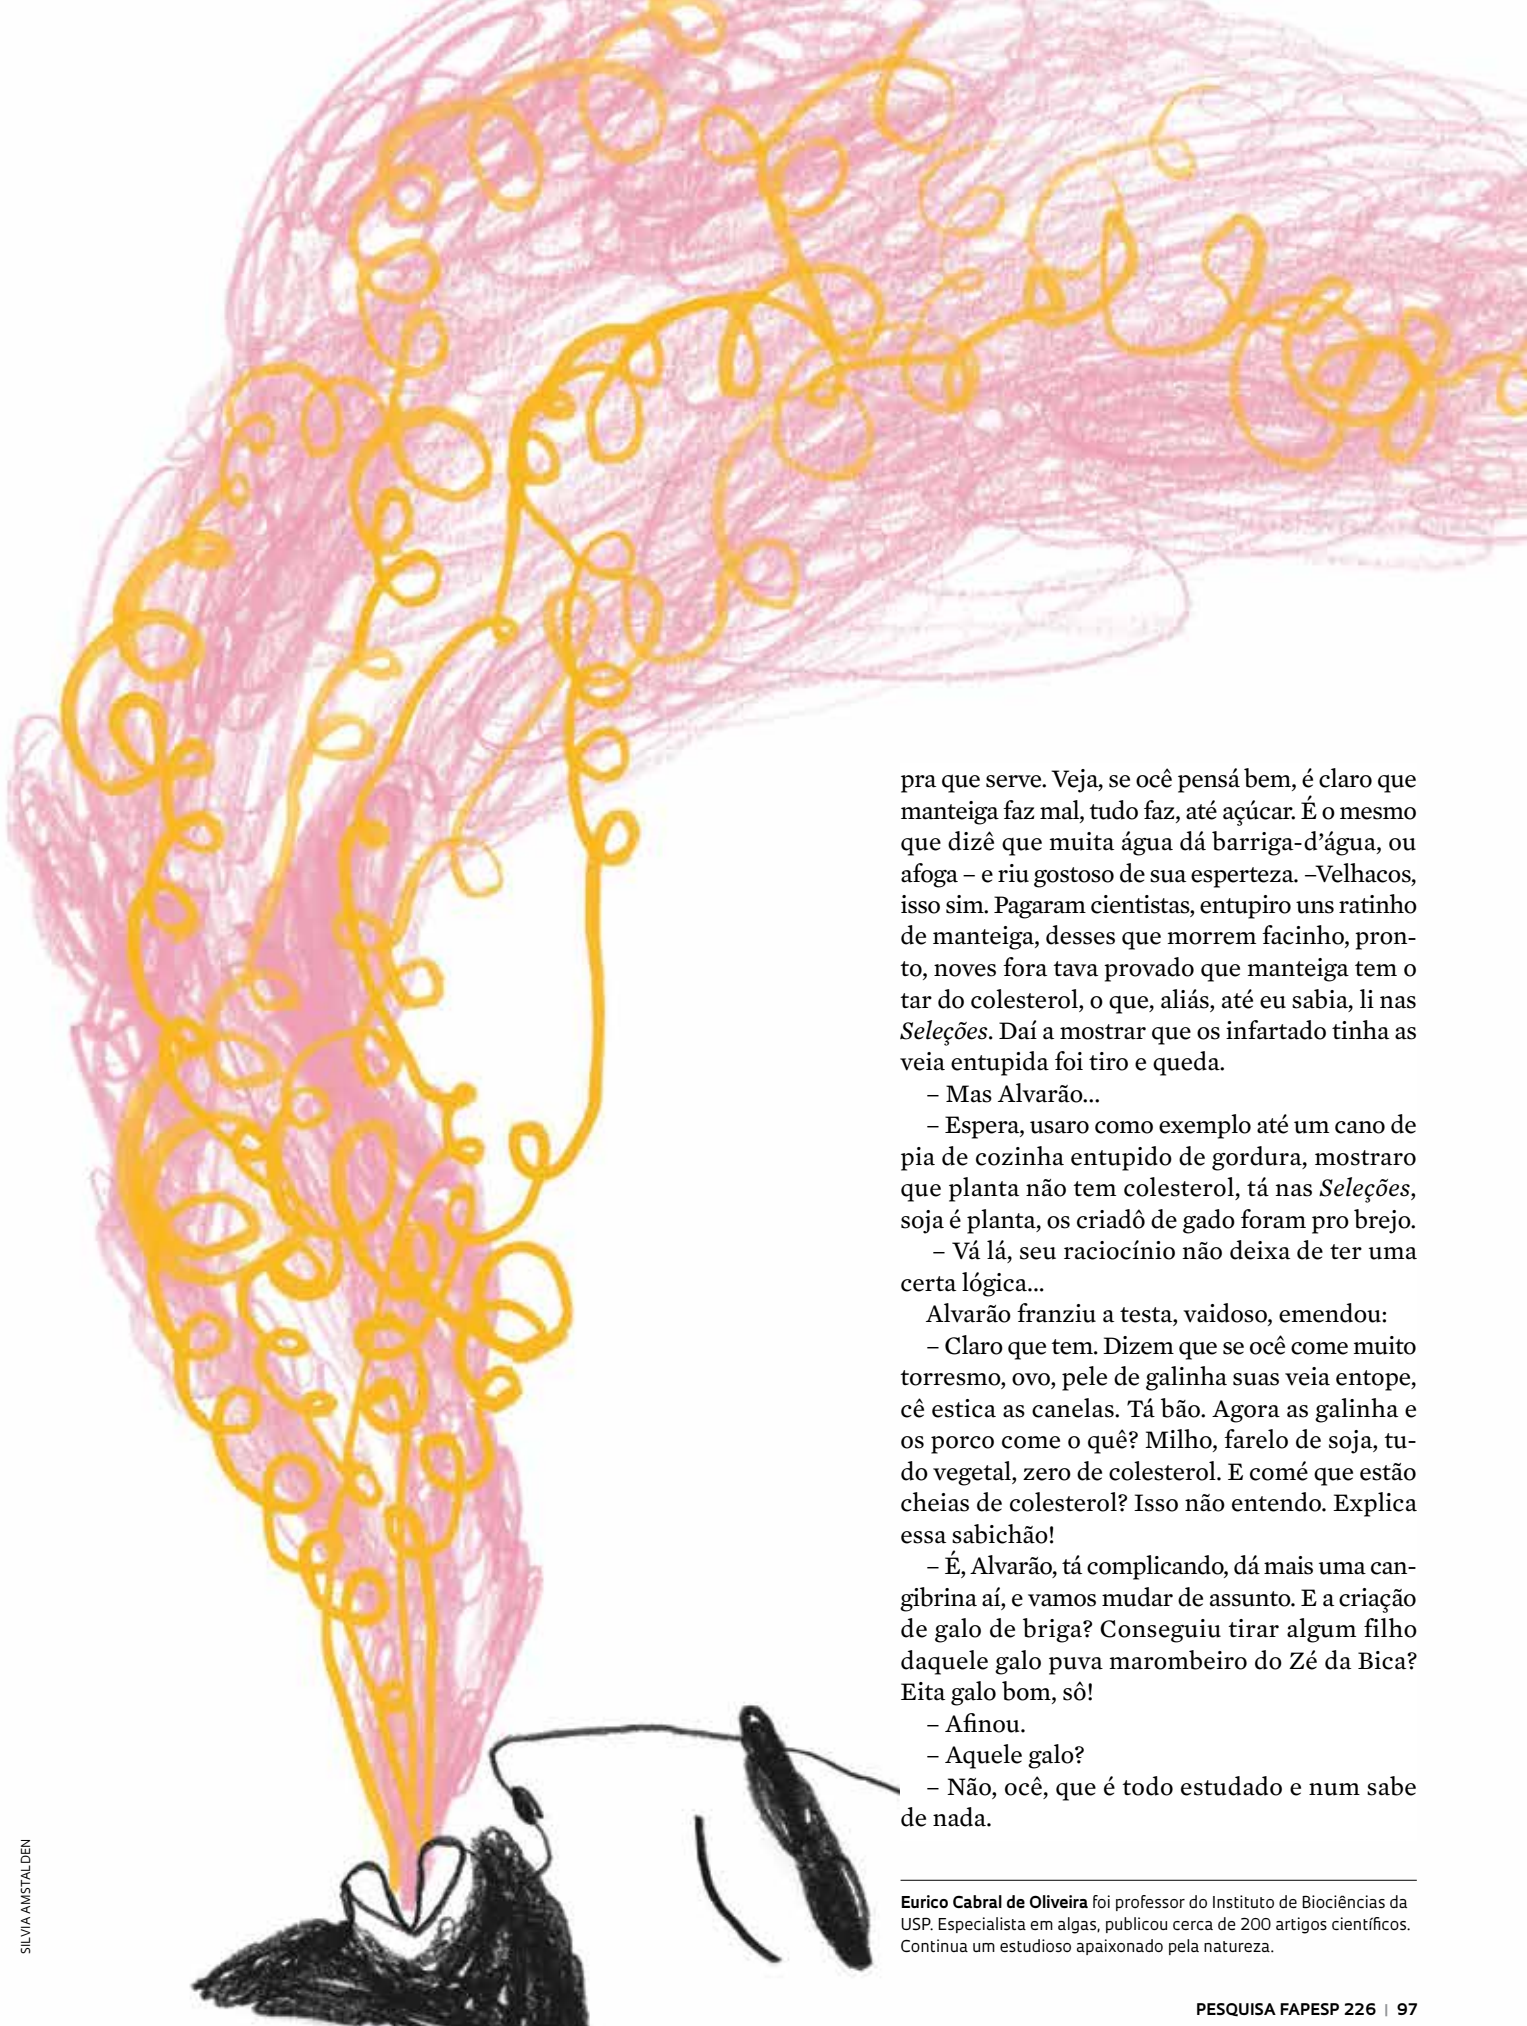 pra que serve. Veja, se ocê pensá bem, é claro que
manteiga faz mal, tudo faz, até açúcar. É o mesmo
que dizê que muita água dá barriga-d’água, ou
afoga – e riu gostoso de sua esperteza. –Velhacos,
isso sim. Pagaram cientistas, entupiro uns ratinho
de manteiga, desses que morrem facinho, pron-
to, noves fora tava provado que manteiga tem o
tar do colesterol, o que, aliás, até eu sabia, li nas
Seleções. Daí a mostrar que os infartado tinha as
veia entupida foi tiro e queda.
– Mas Alvarão...
– Espera, usaro como exemplo até um cano de
pia de cozinha entupido de gordura, mostraro
que planta não tem colesterol, tá nas Seleções,
soja é planta, os criadô de gado foram pro brejo.
– Vá lá, seu raciocínio não deixa de ter uma
certa lógica...
Alvarão franziu a testa, vaidoso, emendou:
– Claro que tem. Dizem que se ocê come muito
torresmo, ovo, pele de galinha suas veia entope,
cê estica as canelas. Tá bão. Agora as galinha e
os porco come o quê? Milho, farelo de soja, tu-
do vegetal, zero de colesterol. E comé que estão
cheias de colesterol? Isso não entendo. Explica
essa sabichão!
– É, Alvarão, tá complicando, dá mais uma can-
gibrina aí, e vamos mudar de assunto. E a criação
de galo de briga? Conseguiu tirar algum filho
daquele galo puva marombeiro do Zé da Bica?
Eita galo bom, sô!
– Afinou.
– Aquele galo?
– Não, ocê, que é todo estudado e num sabe
de nada.
Eurico Cabral de Oliveira foi professor do Instituto de Biociências da
USP. Especialista em algas, publicou cerca de 200 artigos científicos.
Continua um estudioso apaixonado pela natureza.
SILVIA AMSTALDEN
PESQUISA FAPESP 226 | 97